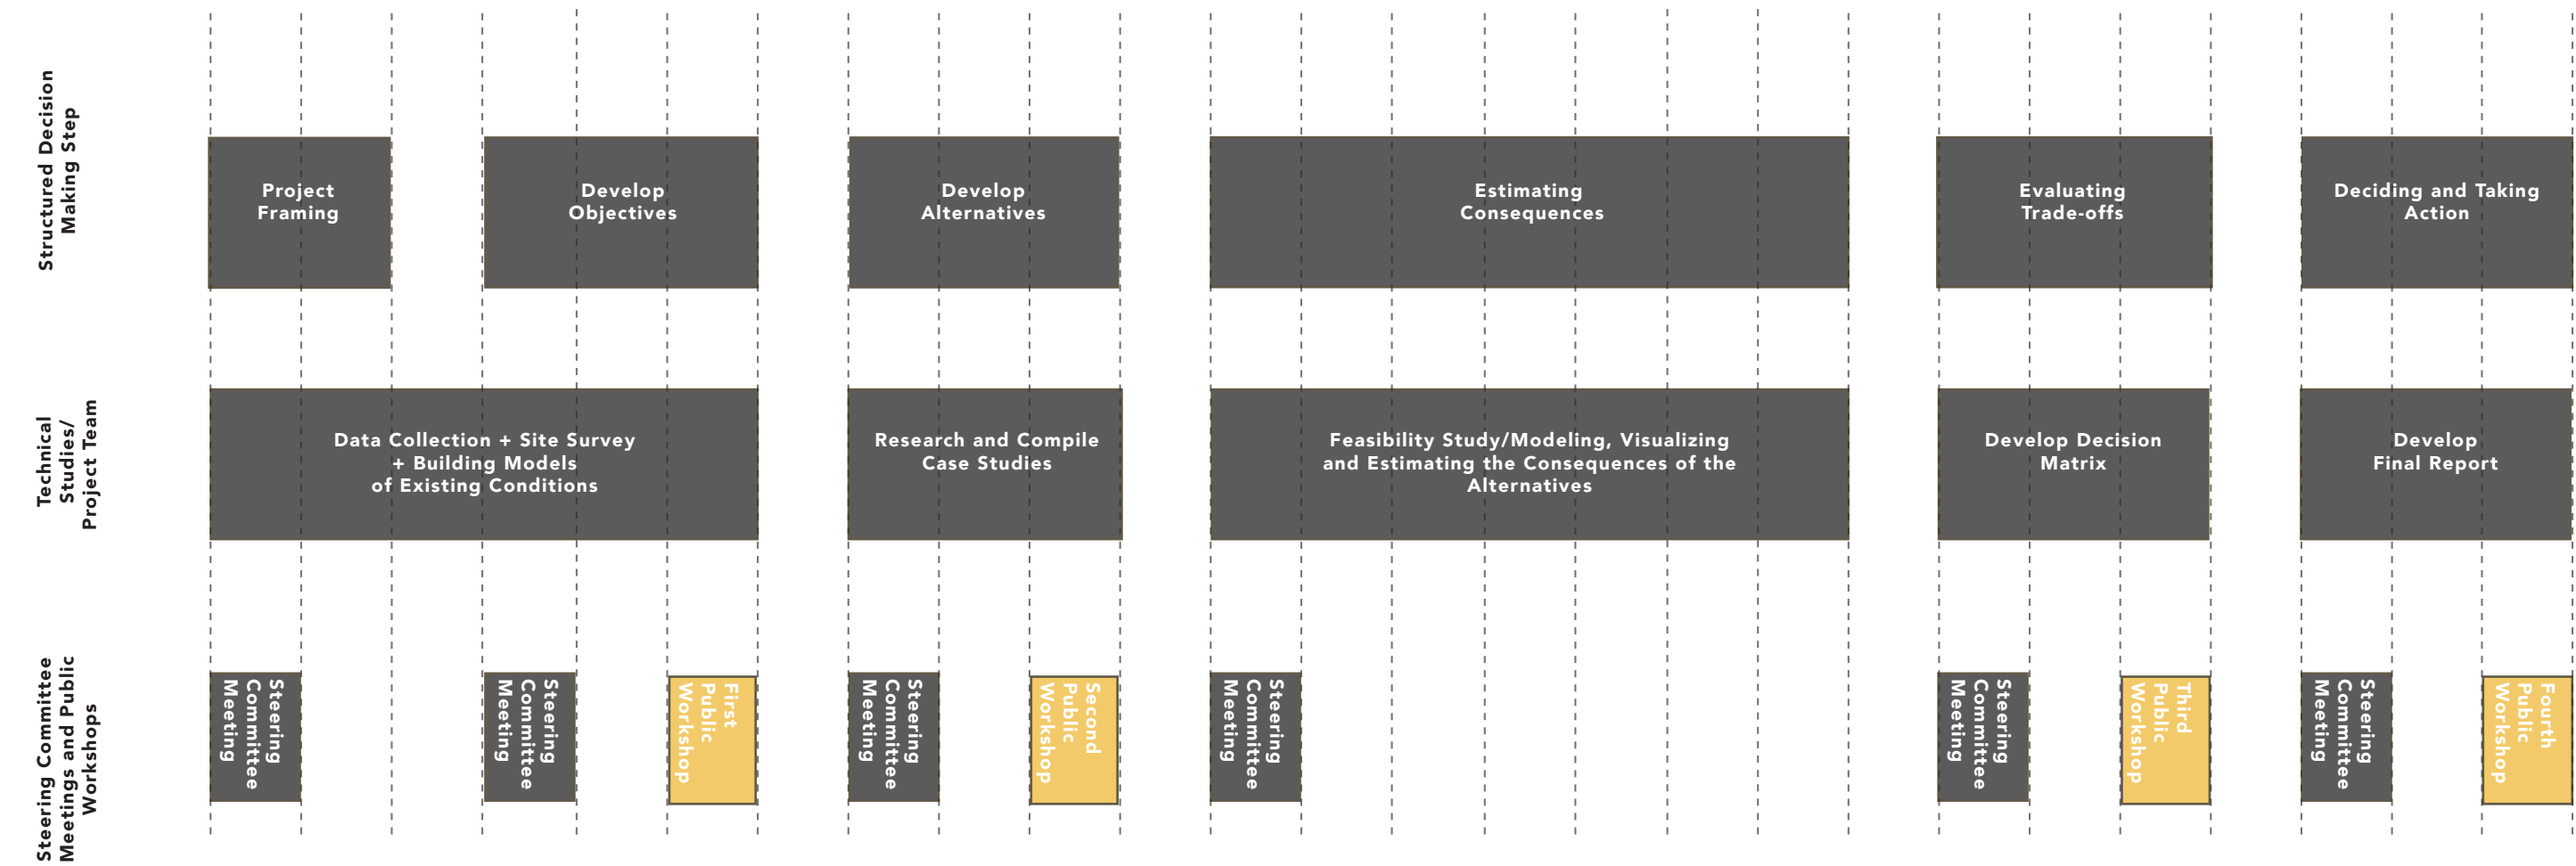 Structured Decision
Making Step
Project
Framing
Develop
Objectives
Develop
Alternatives
Estimating
Consequences
Evaluating
Trade-offs
Deciding and Taking
Action
Technical
Studies/
Project Team
Data Collection + Site Survey
+ Building Models
of Existing Conditions
Research and Compile
Case Studies
Feasibility Study/Modeling, Visualizing
and Estimating the Consequences of the
Alternatives
Develop Decision
Matrix
Develop
Final Report
Steering Committee
Meetings and Public
Workshops
Steering
Committee
Meeting
Steering
Committee
Meeting
First
Public
Workshop
Steering
Committee
Meeting
Second
Public
Workshop
Steering
Committee
Meeting
Steering
Committee
Meeting
Third
Public
Workshop
Steering
Committee
Meeting
Fourth
Public
Workshop